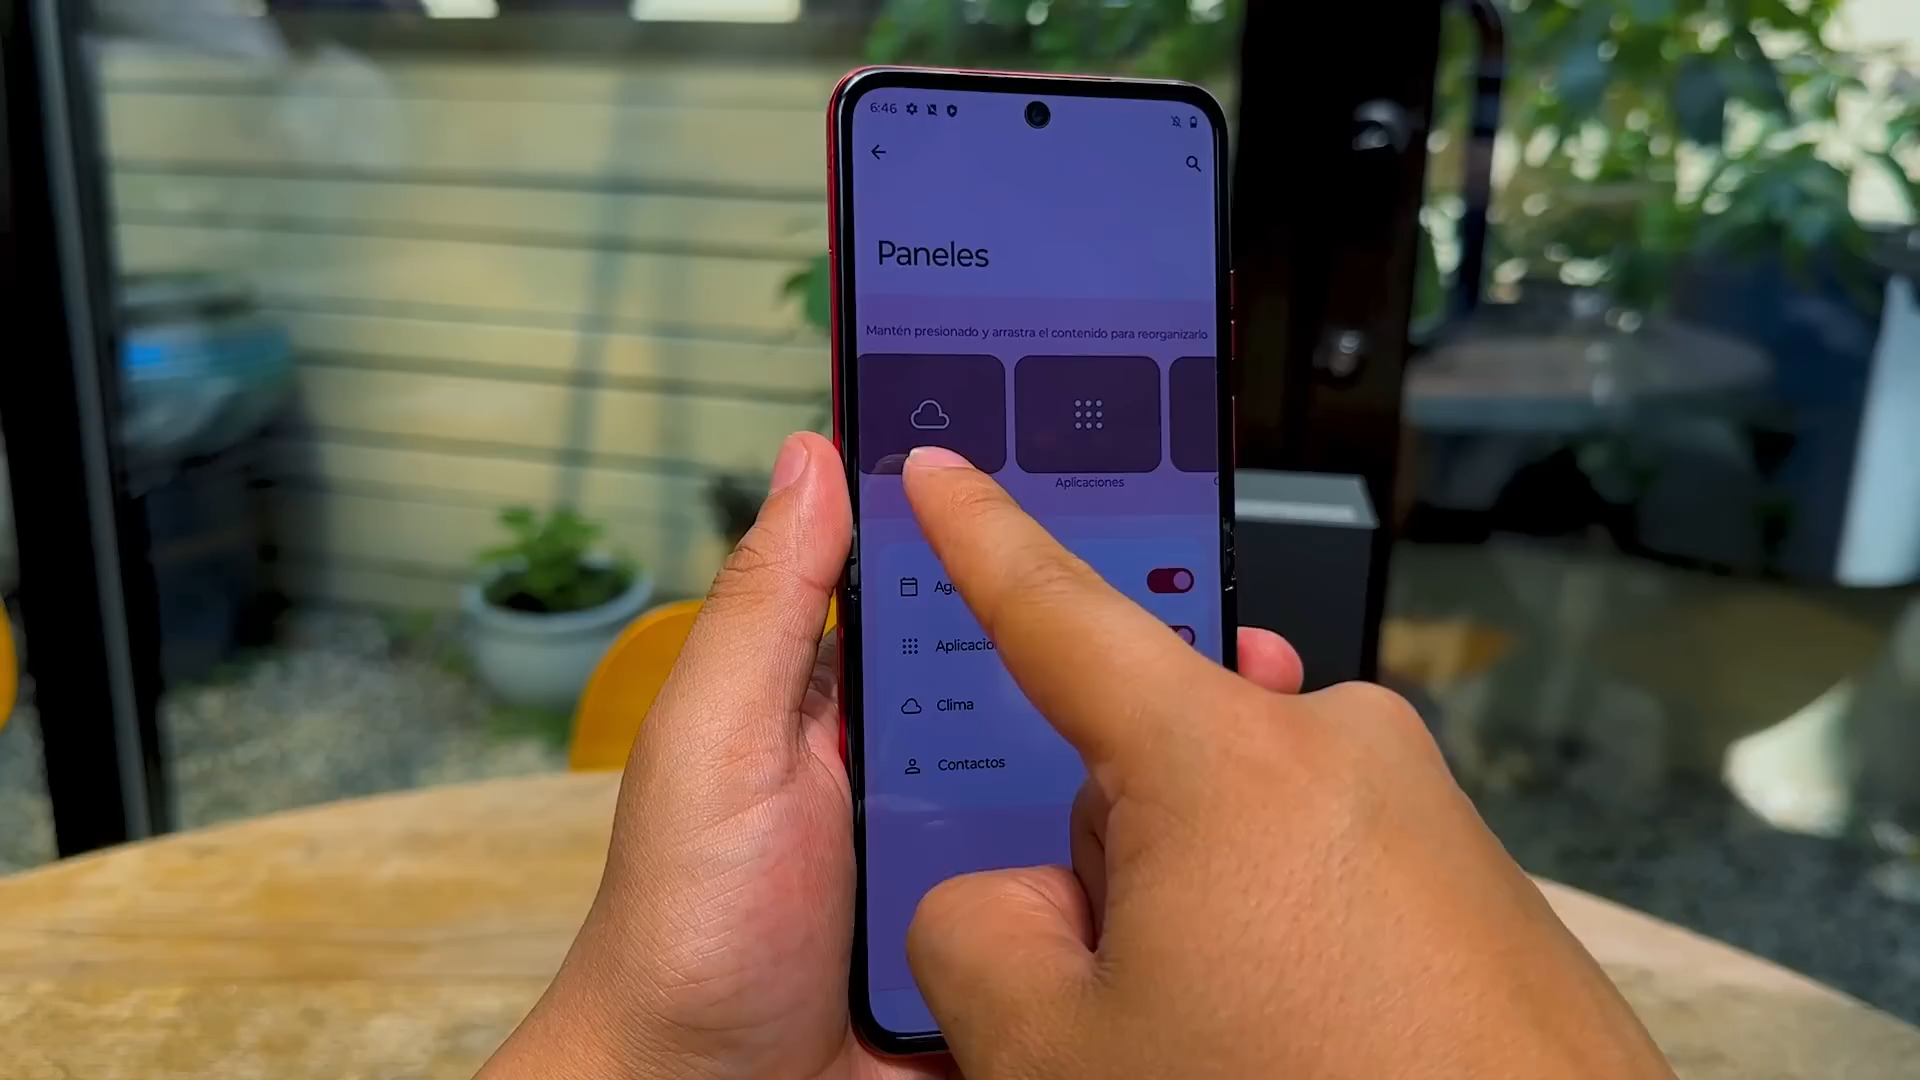 6:46
Paneles
Mantén presionado y arrastra el contenido para reorganizarlo
Aplicaciones
Clima
Contactos